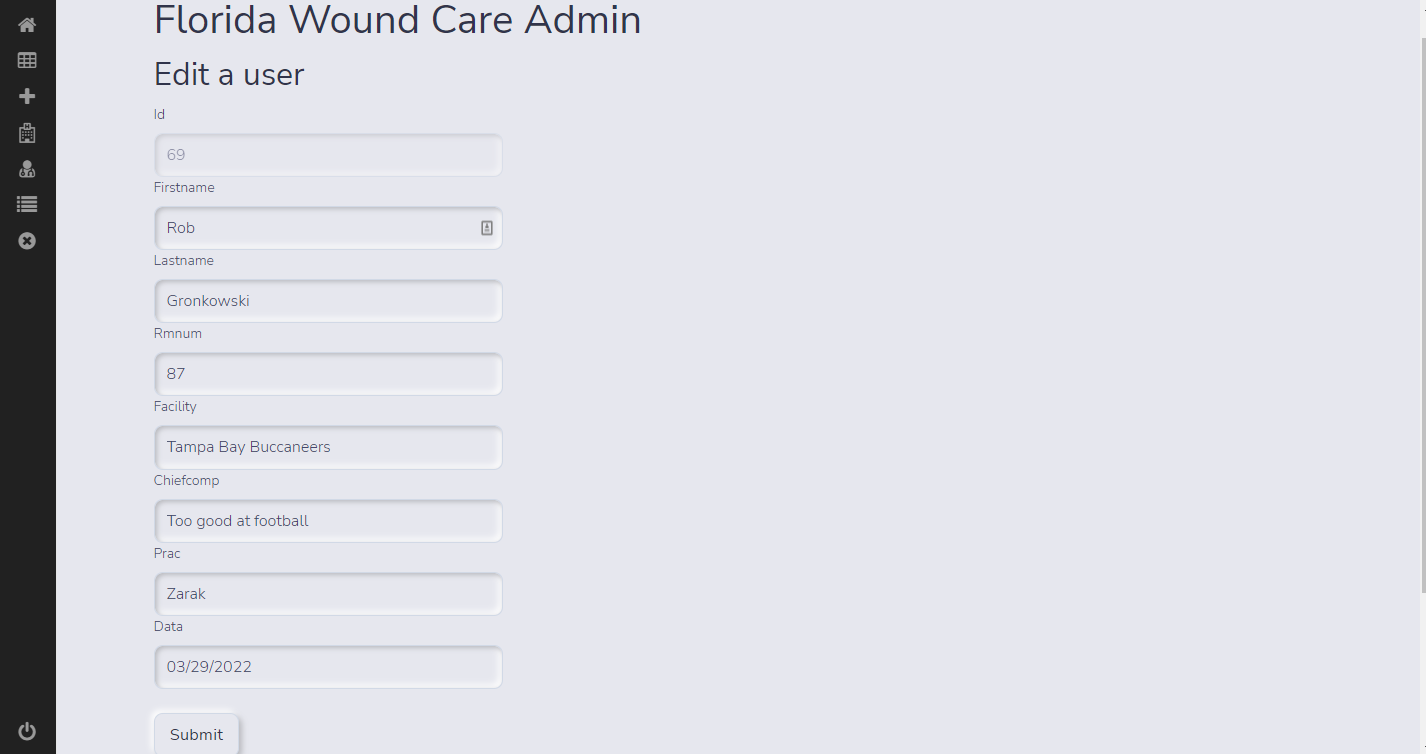 Florida Wound Care Admin
Edit a user
Id
69
Firstname
Rob
Lastname
Gronkowski
Rmnum
87
Facility
Tampa Bay Buccaneers
Chiefcomp
Too good at football
Prac
Zarak
Data
03/29/2022
Submit